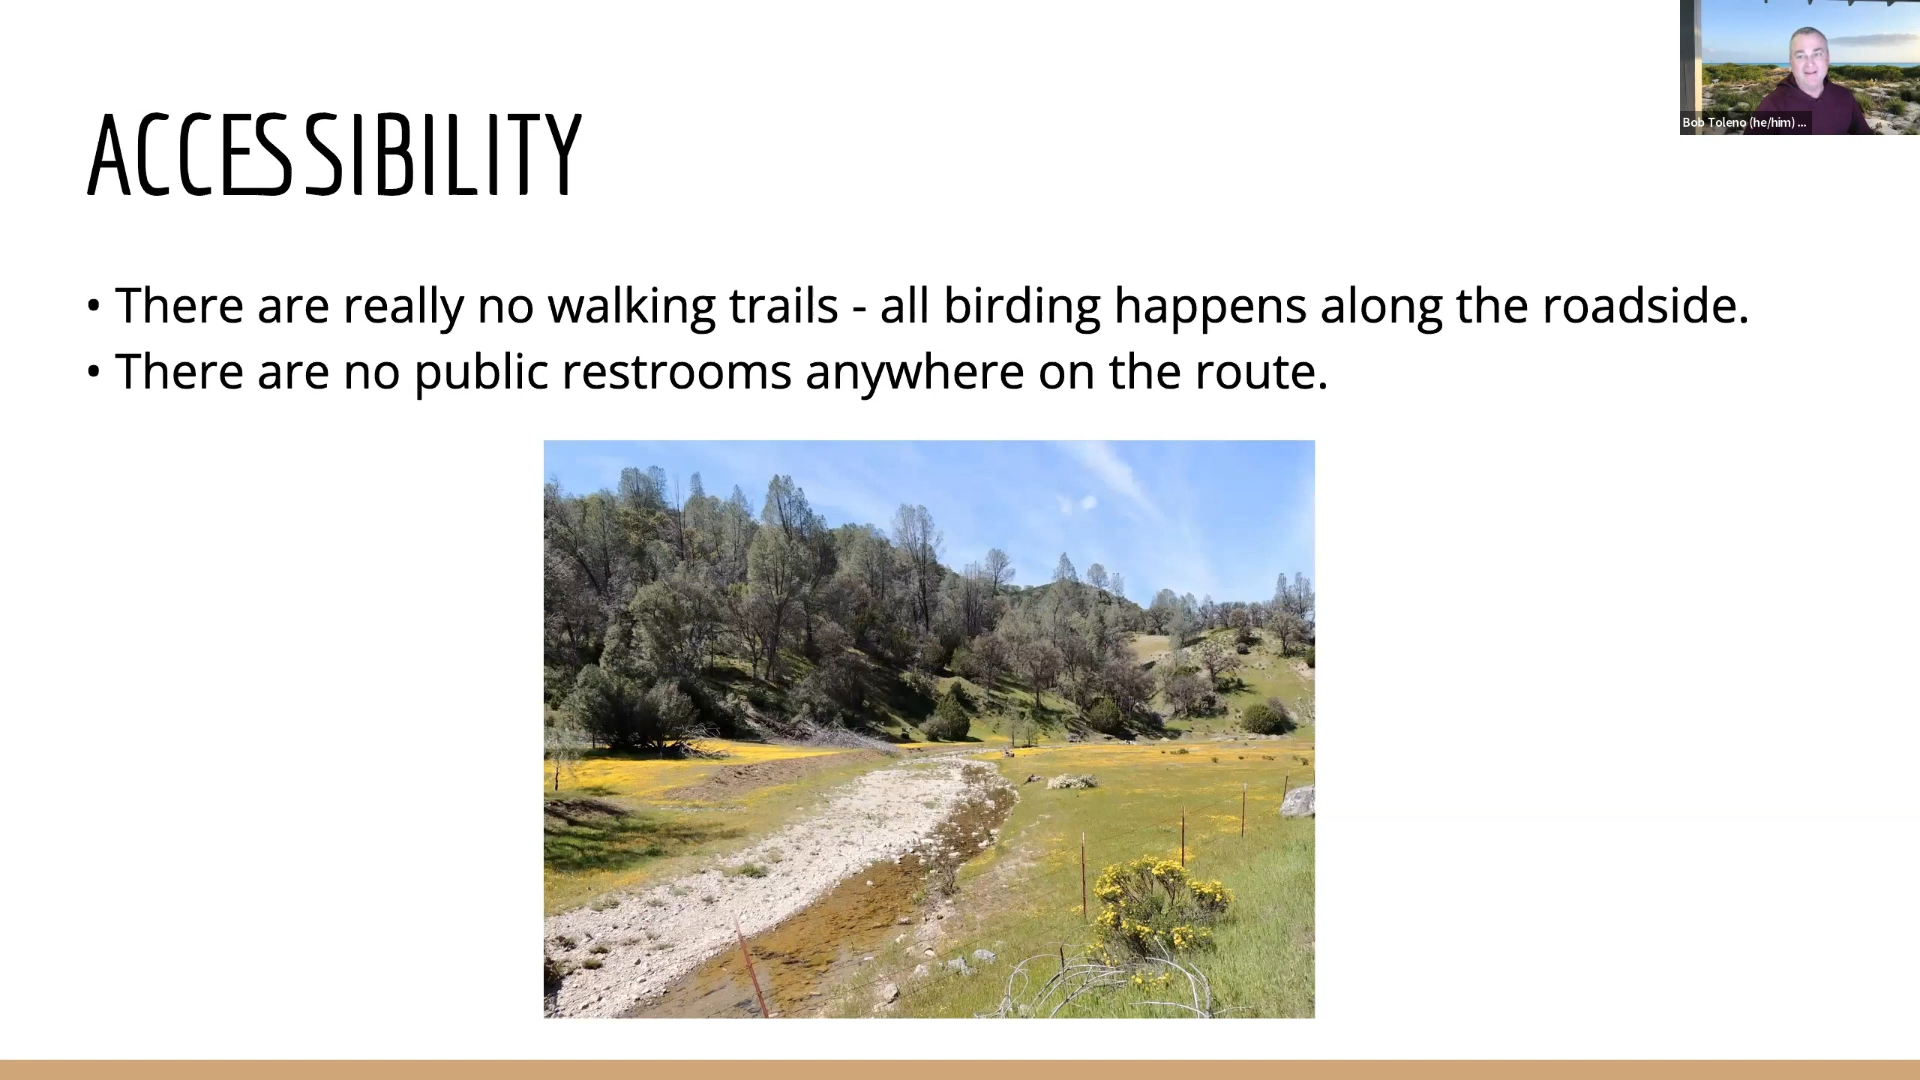 ACCESSIBILITY
• There are really no walking trails - all birding happens along the roadside.
• There are no public restrooms anywhere on the route.
Bob Toleno (he/him) ...